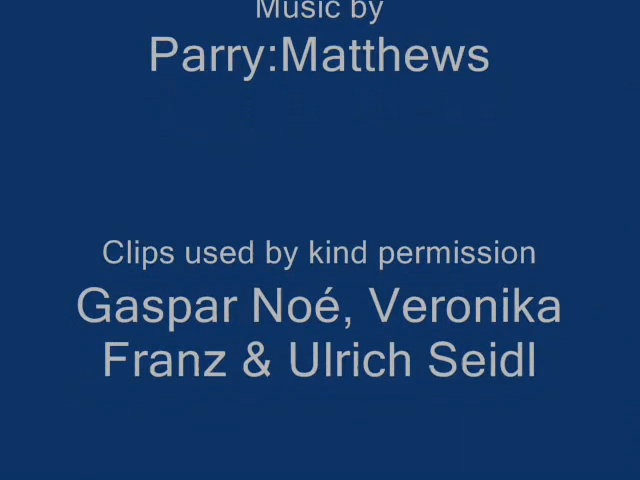 Music by
Parry:Matthews
Clips used by kind permission
Gaspar Noé, Veronika
Franz & Ulrich Seidl